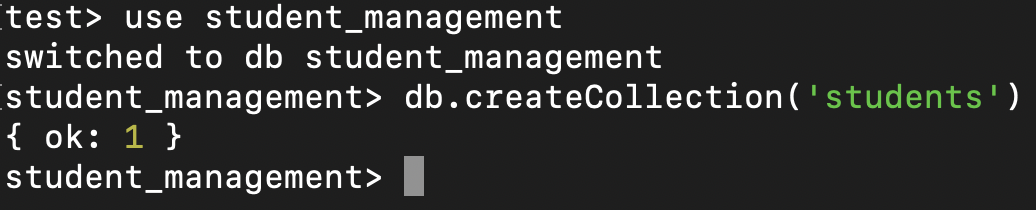 test> use student_management
switched to db student_management
student_management> db.createCollection('students')
{ ok: 1 }
student_management>